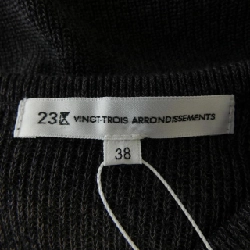 23区 VINGT-TROIS ARRONDISSEMENTS
38